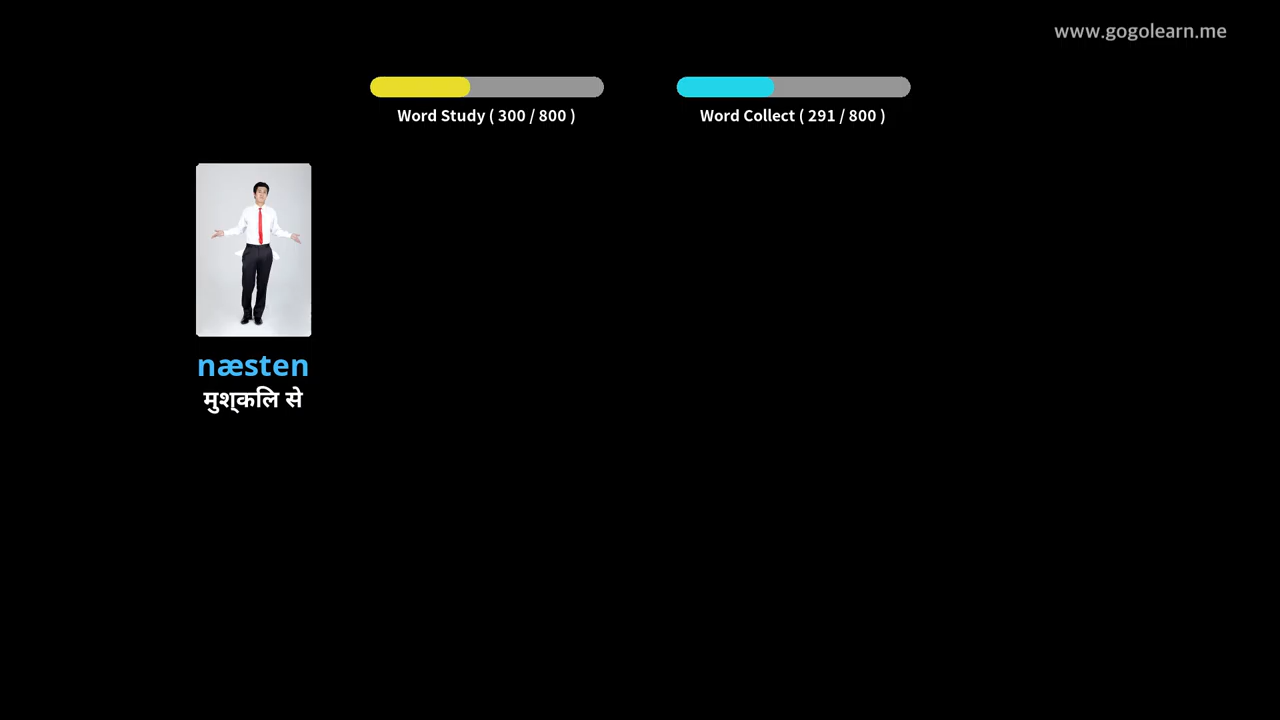 www.gogolearn.me
Word Study ( 300 / 800 )
Word Collect ( 291 / 800 )
næsten
मुश्कलि से